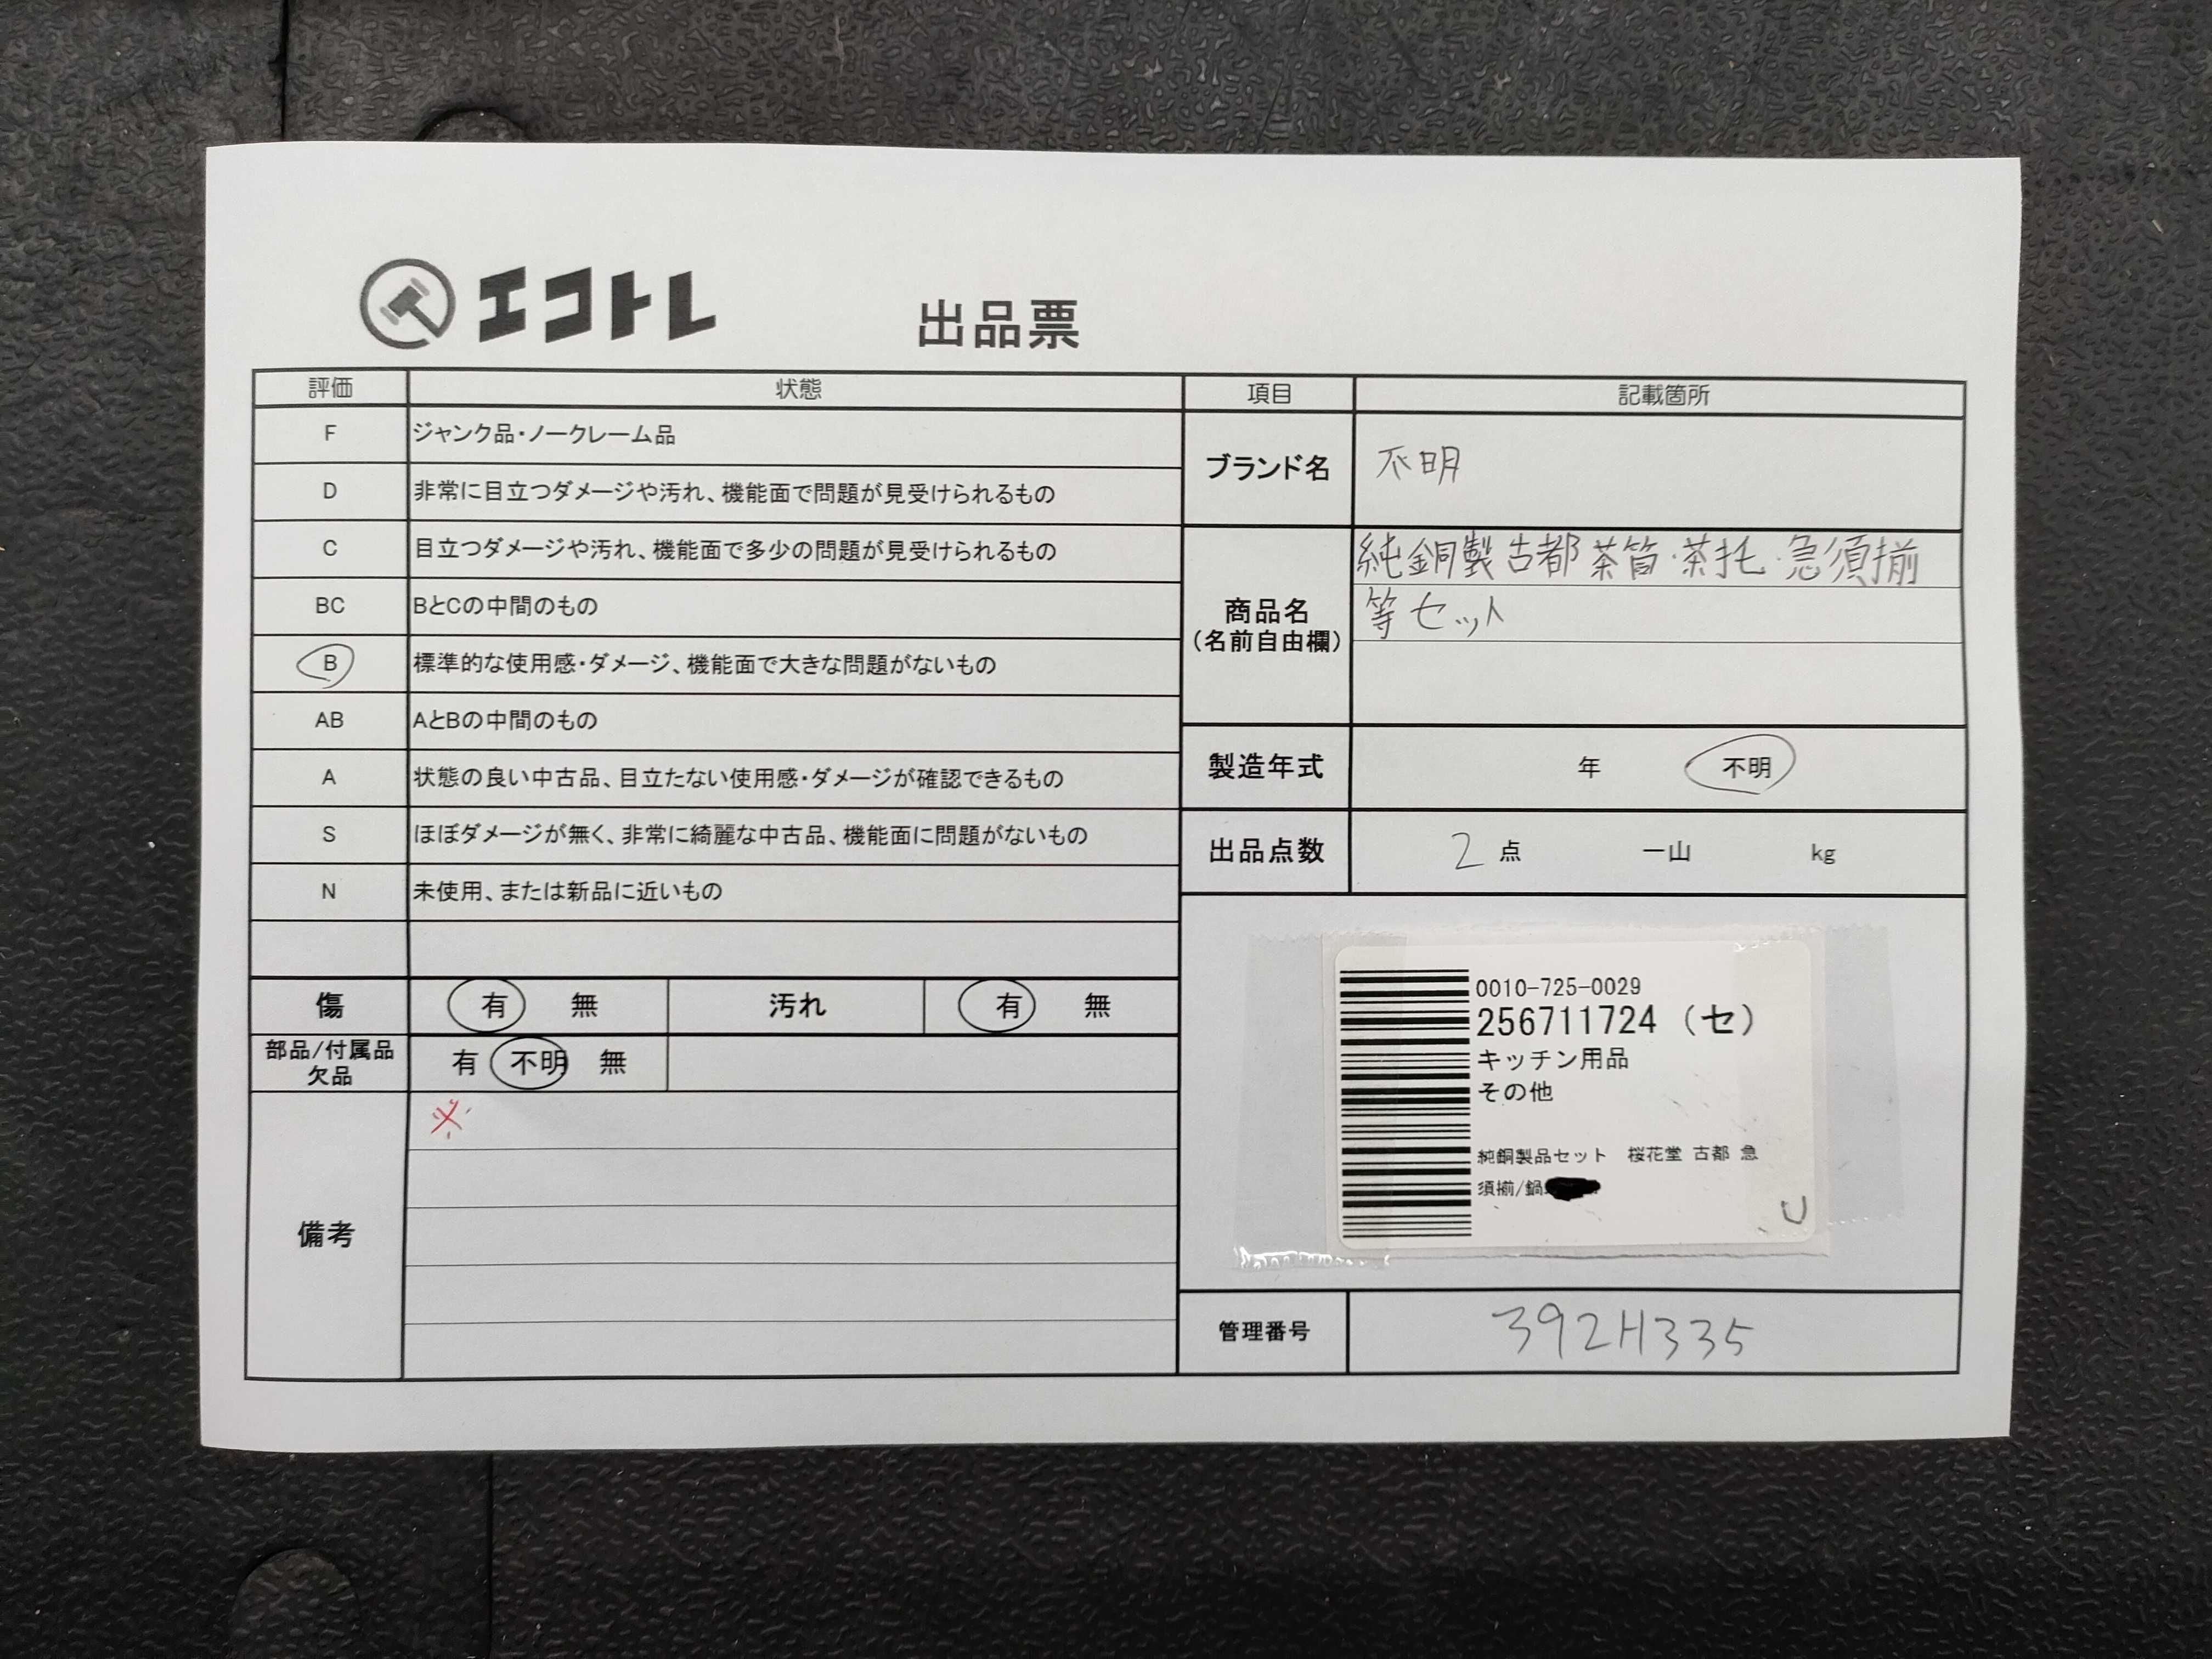 エコトレ
出品票
評価 状態
F ジャンク品・ノークレーム品
D 非常に目立つダメージや汚れ、機能面で問題が見受けられるもの
C 目立つダメージや汚れ、機能面で多少の問題が見受けられるもの
BC BとCの中間のもの
B 標準的な使用感・ダメージ、機能面で大きな問題がないもの
AB AとBの中間のもの
A 状態の良い中古品、目立たない使用感・ダメージが確認できるもの
S ほぼダメージが無く、非常に綺麗な中古品、機能面に問題がないもの
N 未使用、または新品に近いもの
傷 有 無 汚れ 有 無
部品/付属品
欠品
有 不明 無
備考
※
項目 記載箇所
ブランド名 不明
商品名
(名前自由欄)
純銅製古都茶筒・茶托・急須揃
等セット
製造年式 年 不明
出品点数 2 点 一山 kg
0010-725-0029
256711724 (セ)
キッチン用品
その他
純銅製品セット 桜花堂 古都 急
須揃/鍋
U
管理番号 392H335